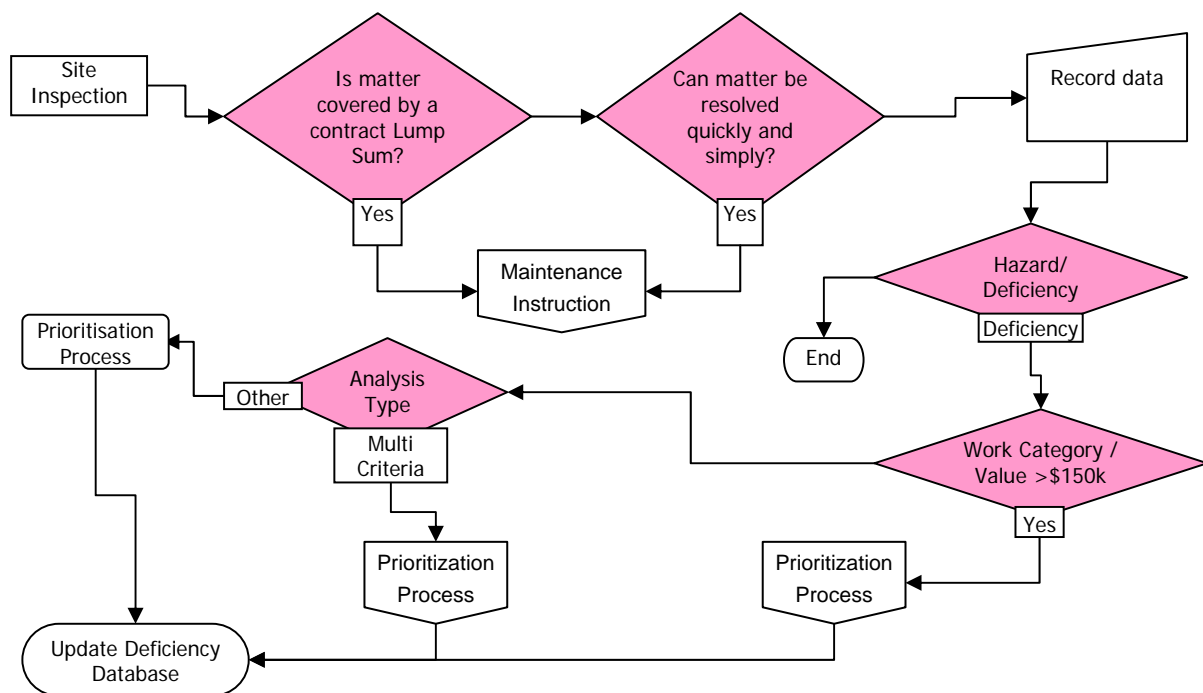 Site
Inspection
Is matter
covered by a
contract Lump
Sum?
Yes
Can matter be
resolved
quickly and
simply?
Yes
Record data
Maintenance
Instruction
Hazard/
Deficiency
Deficiency
End
Prioritisation
Process
Other
Analysis
Type
Multi
Criteria
Work Category /
Value >$150k
Yes
Prioritization
Process
Prioritization
Process
Update Deficiency
Database